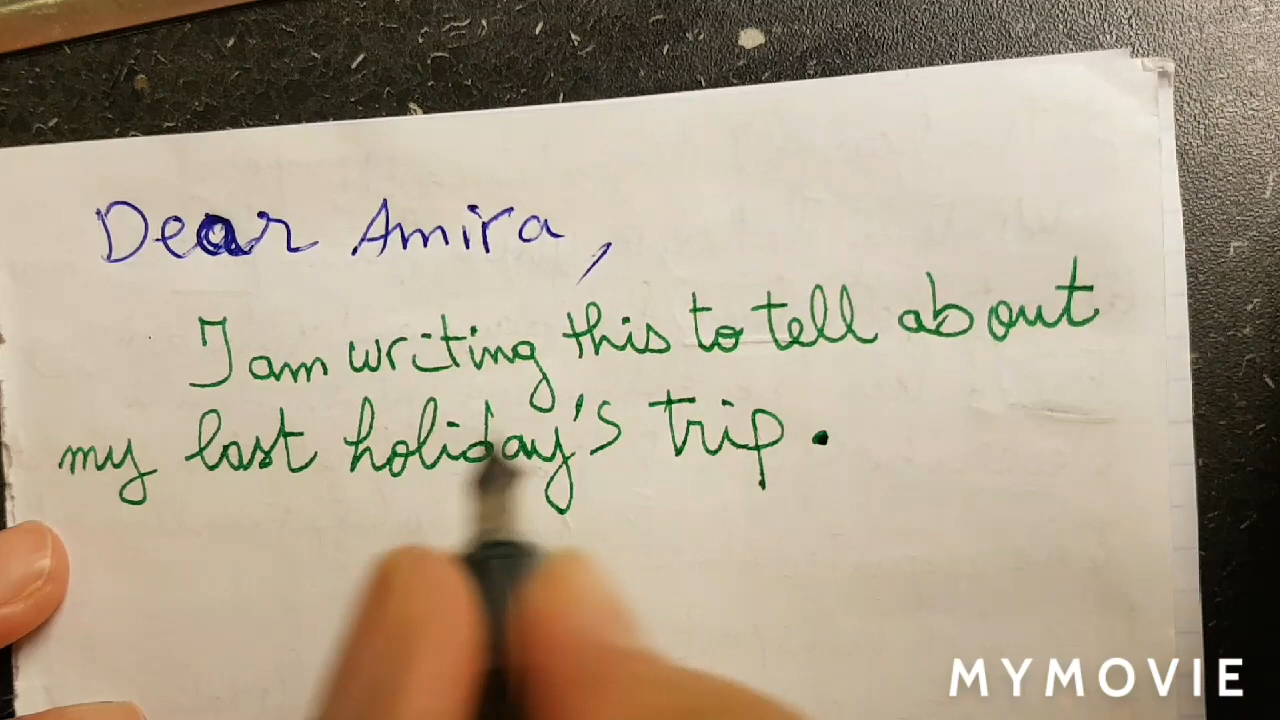 Dear Amira,
I am writing this to tell about
my last holiday's trip.
MYMOVIE